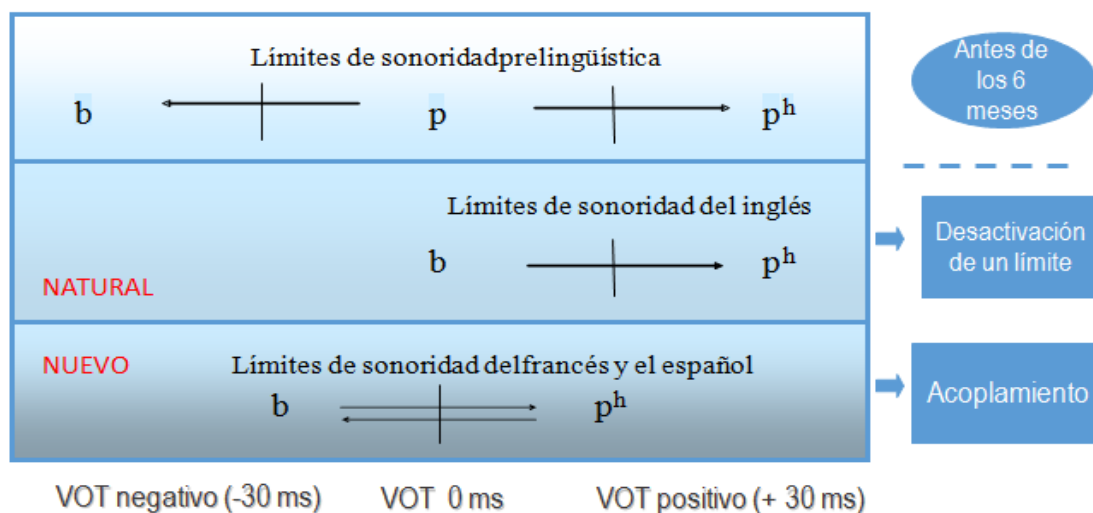 Límites de sonoridadprelingüística
b p pʰ
Antes de
los 6
meses
Límites de sonoridad del inglés
b pʰ
NATURAL
Desactivación
de un límite
NUEVO
Límites de sonoridad delfrancés y el español
b pʰ
Acoplamiento
VOT negativo (-30 ms) VOT 0 ms VOT positivo (+ 30 ms)